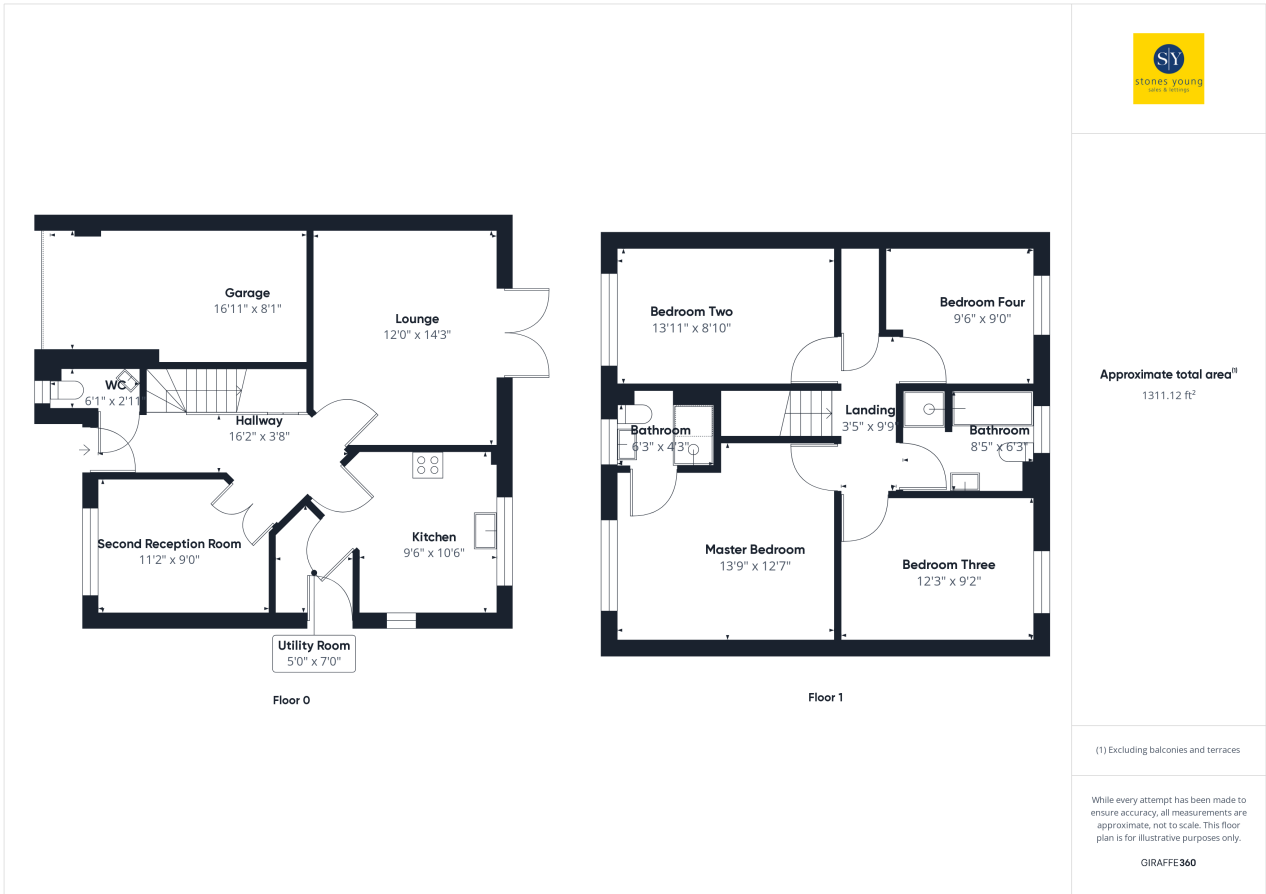 S|Y
stones young
sales & lettings
Garage
16'11" x 8'1"
Lounge
12'0" x 14'3"
WC
6'1" x 2'11"
Hallway
16'2" x 3'8"
Second Reception Room
11'2" x 9'0"
Kitchen
9'6" x 10'6"
Utility Room
5'0" x 7'0"
Floor 0
Bedroom Two
13'11" x 8'10"
Bedroom Four
9'6" x 9'0"
Bathroom
6'3" x 4'3"
Landing
3'5" x 9'9"
Bathroom
8'5" x 6'3"
Master Bedroom
13'9" x 12'7"
Bedroom Three
12'3" x 9'2"
Floor 1
Approximate total area(1)
1311.12 ft²
(1) Excluding balconies and terraces
While every attempt has been made to
ensure accuracy, all measurements are
approximate, not to scale. This floor
plan is for illustrative purposes only.
GIRAFFE360